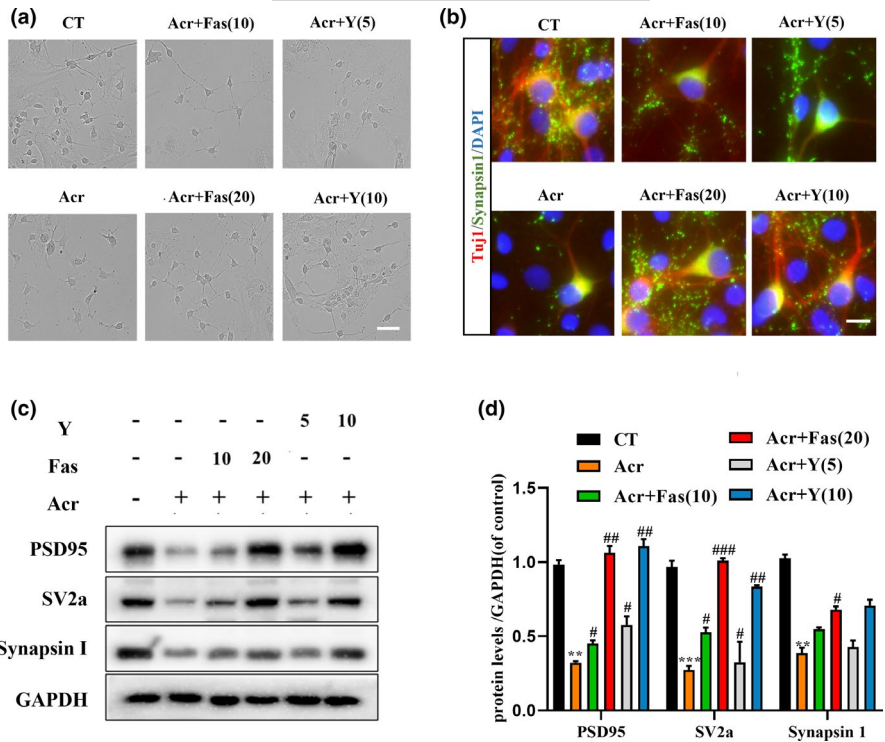 (a)
CT Acr+Fas(10) Acr+Y(5)
Acr Acr+Fas(20) Acr+Y(10)
(b)
CT Acr+Fas(10) Acr+Y(5)
Acr Acr+Fas(20) Acr+Y(10)
Tuj1/Synapsin1/DAPI
(c)
Y - - - - 5 10
Fas - - 10 20 - -
Acr - + + + + +
PSD95
SV2a
Synapsin I
GAPDH
(d)
CT Acr+Fas(20)
Acr Acr+Y(5)
Acr+Fas(10) Acr+Y(10)
protein levels /GAPDH(of control)
1.5
1.0
0.5
0.0
** # ## # ##
*** # ### # ##
** #
PSD95 SV2a Synapsin 1